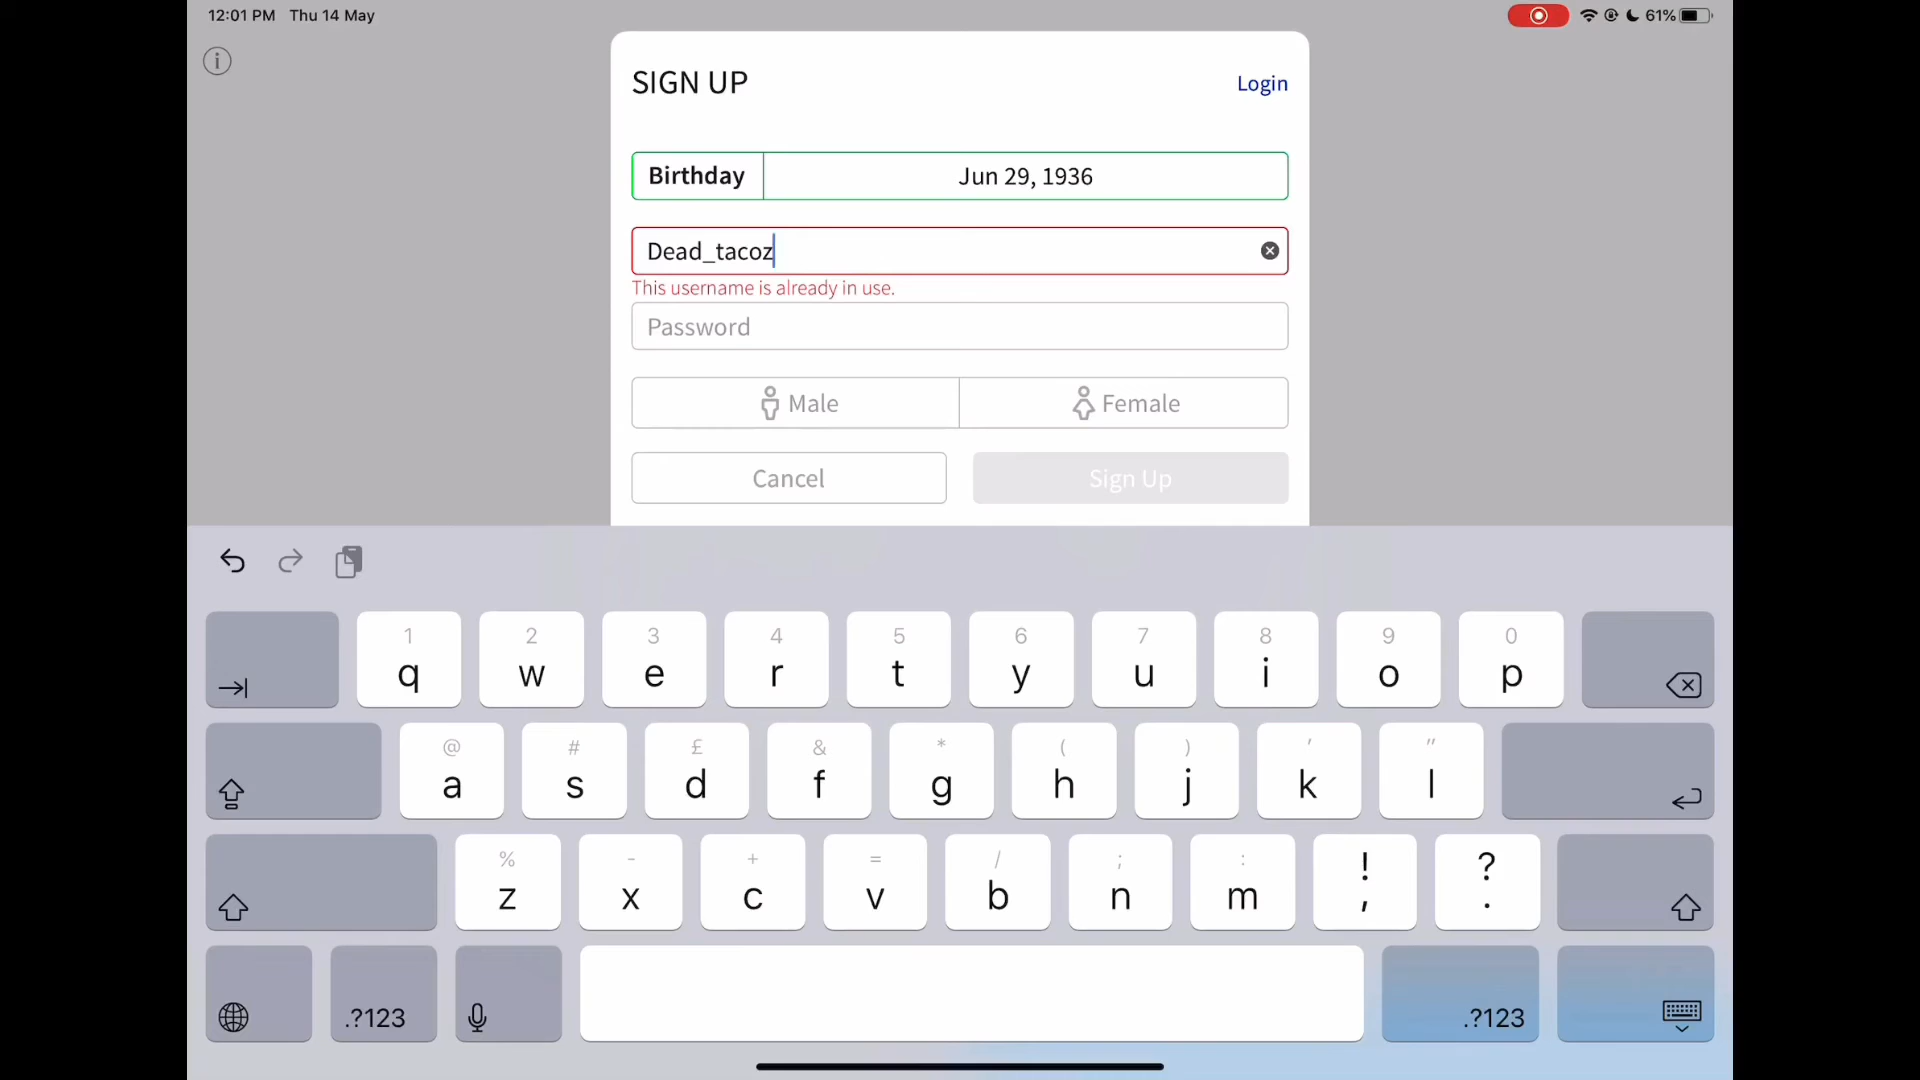 12:01 PM Thu 14 May 61%
SIGN UP Login
Birthday Jun 29, 1936
Dead_tacoz
This username is already in use.
Password
Male Female
Cancel Sign Up
1 2 3 4 5 6 7 8 9 0
q w e r t y u i o p
@ # £ & * ( ) ' "
a s d f g h j k l
% - + = / ; : ! ?
z x c v b n m , .
.?123 .?123